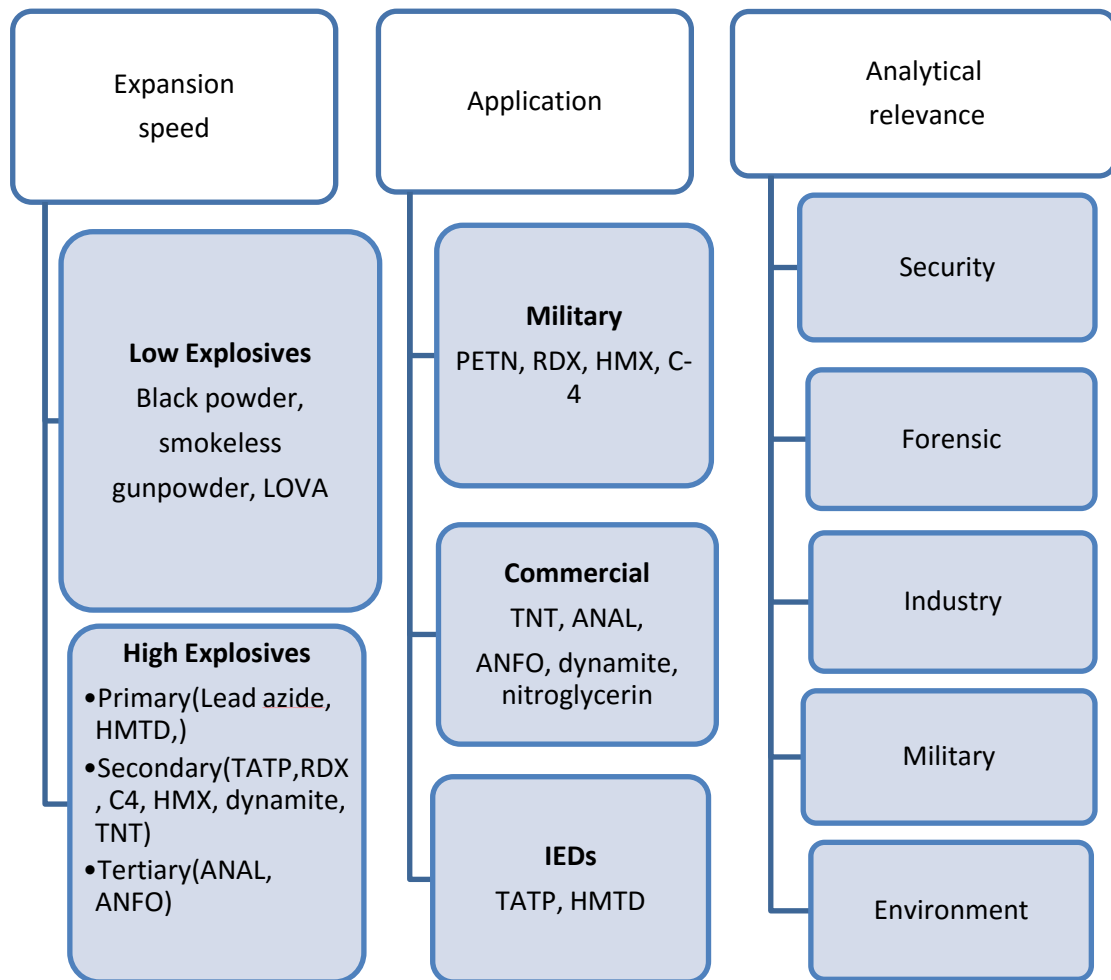 Expansion
speed
Low Explosives
Black powder,
smokeless
gunpowder, LOVA
High Explosives
•Primary(Lead azide,
HMTD,)
•Secondary(TATP,RDX
, C4, HMX, dynamite,
TNT)
•Tertiary(ANAL,
ANFO)
Application
Military
PETN, RDX, HMX, C-
4
Commercial
TNT, ANAL,
ANFO, dynamite,
nitroglycerin
IEDs
TATP, HMTD
Analytical
relevance
Security
Forensic
Industry
Military
Environment